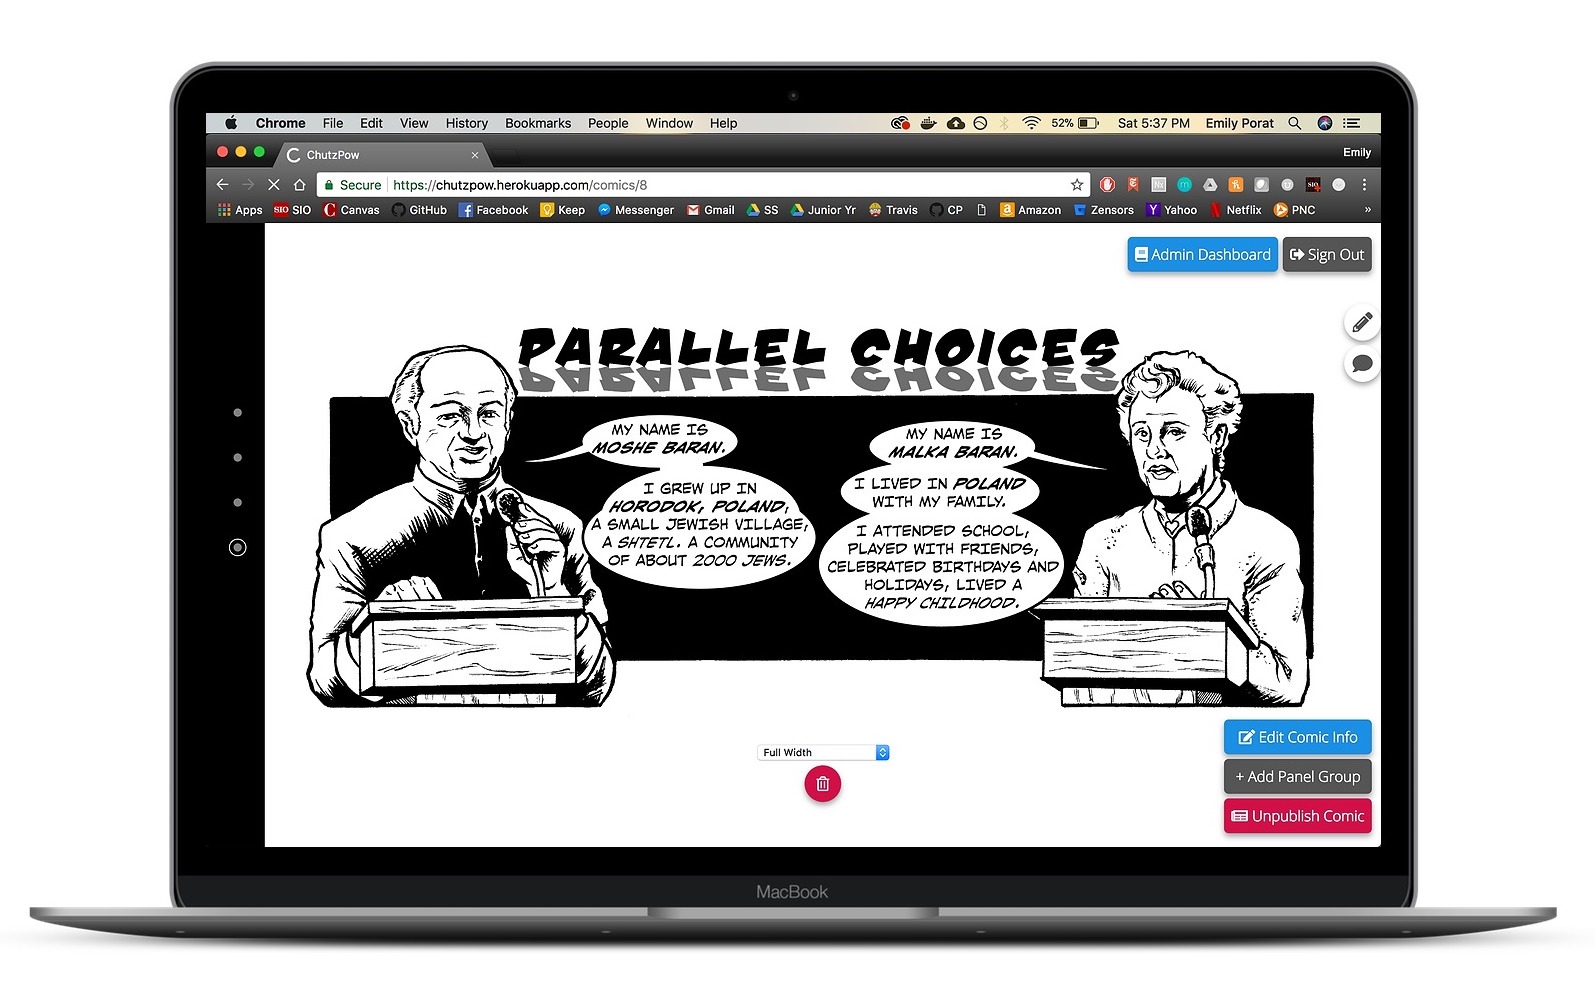 Chrome File Edit View History Bookmarks People Window Help 52% Sat 5:37 PM Emily Porat
ChutzPow Emily
Secure https://chutzpow.herokuapp.com/comics/8
Apps SIO SIO Canvas GitHub Facebook Keep Messenger Gmail SS Junior Yr Travis CP Amazon Zensors Yahoo Netflix PNC »
Admin Dashboard Sign Out
PARALLEL CHOICES
MY NAME IS
MOSHE BARAN.
I GREW UP IN
HORODOK, POLAND,
A SMALL JEWISH VILLAGE,
A SHTETL. A COMMUNITY
OF ABOUT 2000 JEWS.
MY NAME IS
MALKA BARAN.
I LIVED IN POLAND
WITH MY FAMILY.
I ATTENDED SCHOOL,
PLAYED WITH FRIENDS,
CELEBRATED BIRTHDAYS AND
HOLIDAYS, LIVED A
HAPPY CHILDHOOD.
Full Width
Edit Comic Info
+ Add Panel Group
Unpublish Comic
MacBook